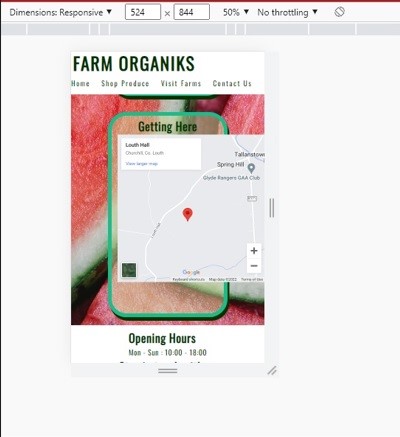 Dimensions: Responsive ▼ 524 × 844 50% ▼ No throttling ▼
FARM ORGANIKS
Home Shop Produce Visit Farms Contact Us
Getting Here
Louth Hall
Churchill, Co. Louth
View larger map
Tallanstown
Spring Hill
Glyde Rangers GAA Club
+
−
Google
Keyboard shortcuts Map data ©2022 Terms of Use
Opening Hours
Mon - Sun : 10:00 - 18:00